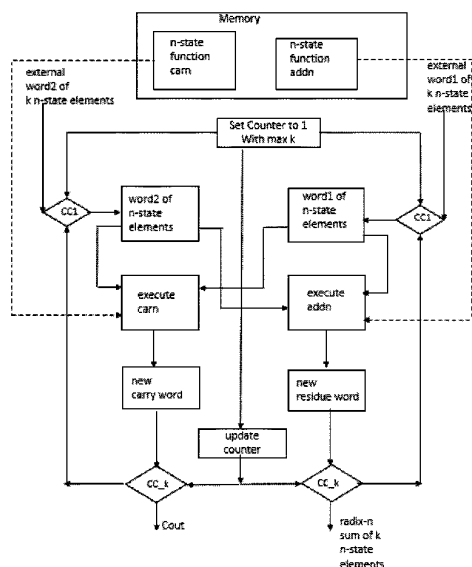 Memory
n-state
function
carn
n-state
function
addn
external
word2 of
k n-state elements
external
word1 of
k n-state
elements
Set Counter to 1
With max k
CC1
word2 of
n-state
elements
word1 of
n-state
elements
CC1
execute
carn
execute
addn
new
carry word
new
residue word
update
counter
CC_k
CC_k
Cout
radix-n
sum of k
n-state
elements